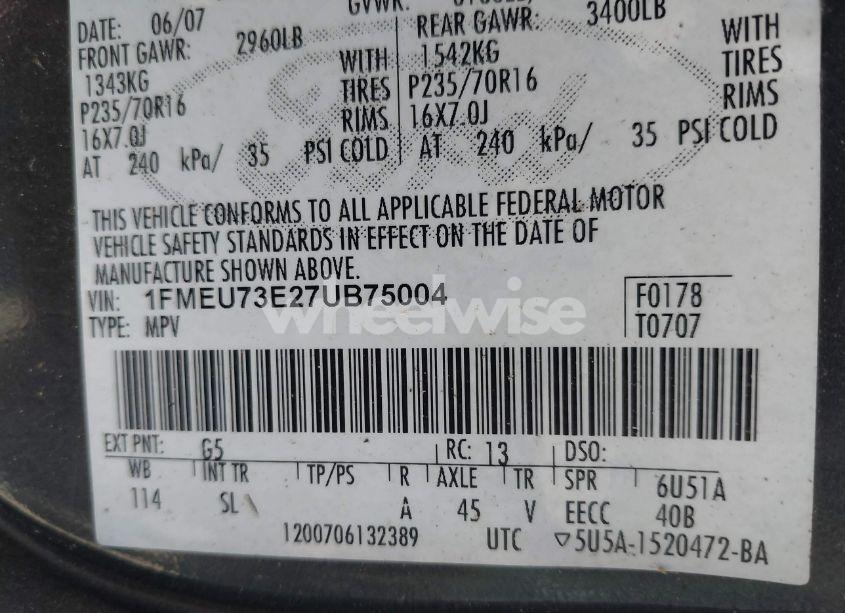 DATE: 06/07
GVWR:
FRONT GAWR: 2960LB
REAR GAWR: 3400LB
1343KG WITH
1542KG WITH
P235/70R16 TIRES
P235/70R16 TIRES
16X7.0J RIMS
16X7.0J RIMS
AT 240 kPa/ 35 PSI COLD
AT 240 kPa/ 35 PSI COLD
Ford
THIS VEHICLE CONFORMS TO ALL APPLICABLE FEDERAL MOTOR
VEHICLE SAFETY STANDARDS IN EFFECT ON THE DATE OF
MANUFACTURE SHOWN ABOVE.
VIN: 1FMEU73E27UB75004
F0178
TYPE: MPV
T0707
wheelwise
EXT PNT: G5 RC: 13 DSO:
WB INT TR TP/PS R AXLE TR SPR 6U51A
114 SL A 45 V EECC 40B
1200706132389 UTC ▽5U5A-1520472-BA